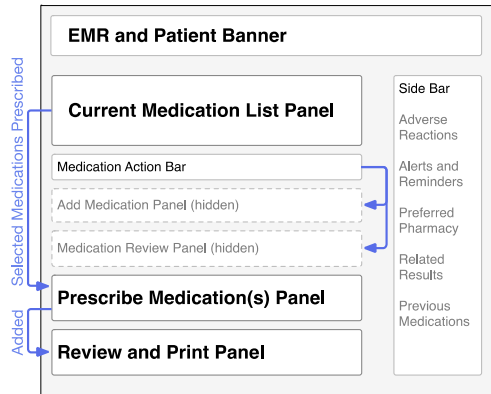 EMR and Patient Banner
Selected Medications Prescribed
Current Medication List Panel
Medication Action Bar
Add Medication Panel (hidden)
Medication Review Panel (hidden)
Prescribe Medication(s) Panel
Added
Review and Print Panel
Side Bar
Adverse
Reactions
Alerts and
Reminders
Preferred
Pharmacy
Related
Results
Previous
Medications